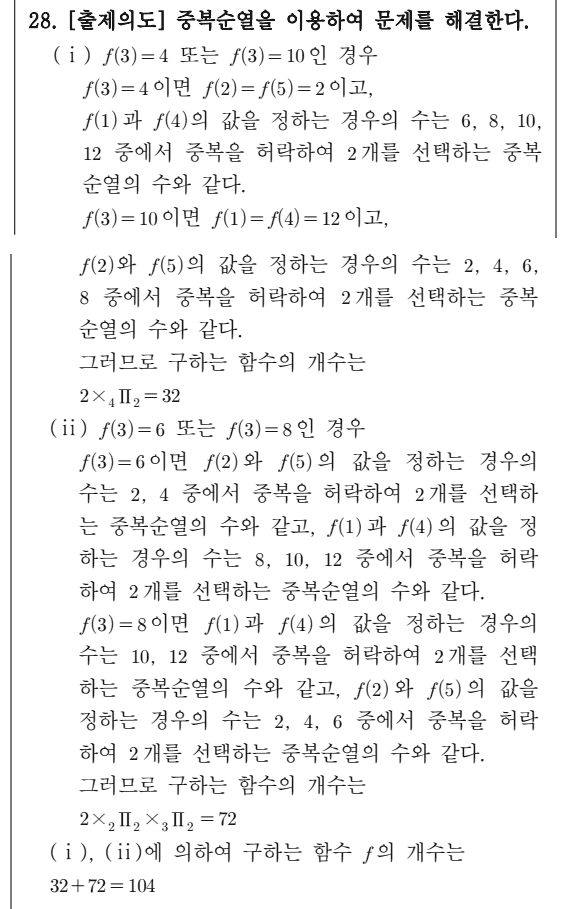 28. [출제의도] 중복순열을 이용하여 문제를 해결한다.
(ⅰ) f(3)=4 또는 f(3)=10인 경우
f(3)=4이면 f(2)=f(5)=2이고,
f(1)과 f(4)의 값을 정하는 경우의 수는 6, 8, 10,
12 중에서 중복을 허락하여 2개를 선택하는 중복
순열의 수와 같다.
f(3)=10이면 f(1)=f(4)=12이고,
f(2)와 f(5)의 값을 정하는 경우의 수는 2, 4, 6,
8 중에서 중복을 허락하여 2개를 선택하는 중복
순열의 수와 같다.
그러므로 구하는 함수의 개수는
2×₄Π₂=32
(ⅱ) f(3)=6 또는 f(3)=8인 경우
f(3)=6이면 f(2)와 f(5)의 값을 정하는 경우의
수는 2, 4 중에서 중복을 허락하여 2개를 선택하
는 중복순열의 수와 같고, f(1)과 f(4)의 값을 정
하는 경우의 수는 8, 10, 12 중에서 중복을 허락
하여 2개를 선택하는 중복순열의 수와 같다.
f(3)=8이면 f(1)과 f(4)의 값을 정하는 경우의
수는 10, 12 중에서 중복을 허락하여 2개를 선택
하는 중복순열의 수와 같고, f(2)와 f(5)의 값을
정하는 경우의 수는 2, 4, 6 중에서 중복을 허락
하여 2개를 선택하는 중복순열의 수와 같다.
그러므로 구하는 함수의 개수는
2×₂Π₂×₃Π₂=72
(ⅰ), (ⅱ)에 의하여 구하는 함수 f의 개수는
32+72=104